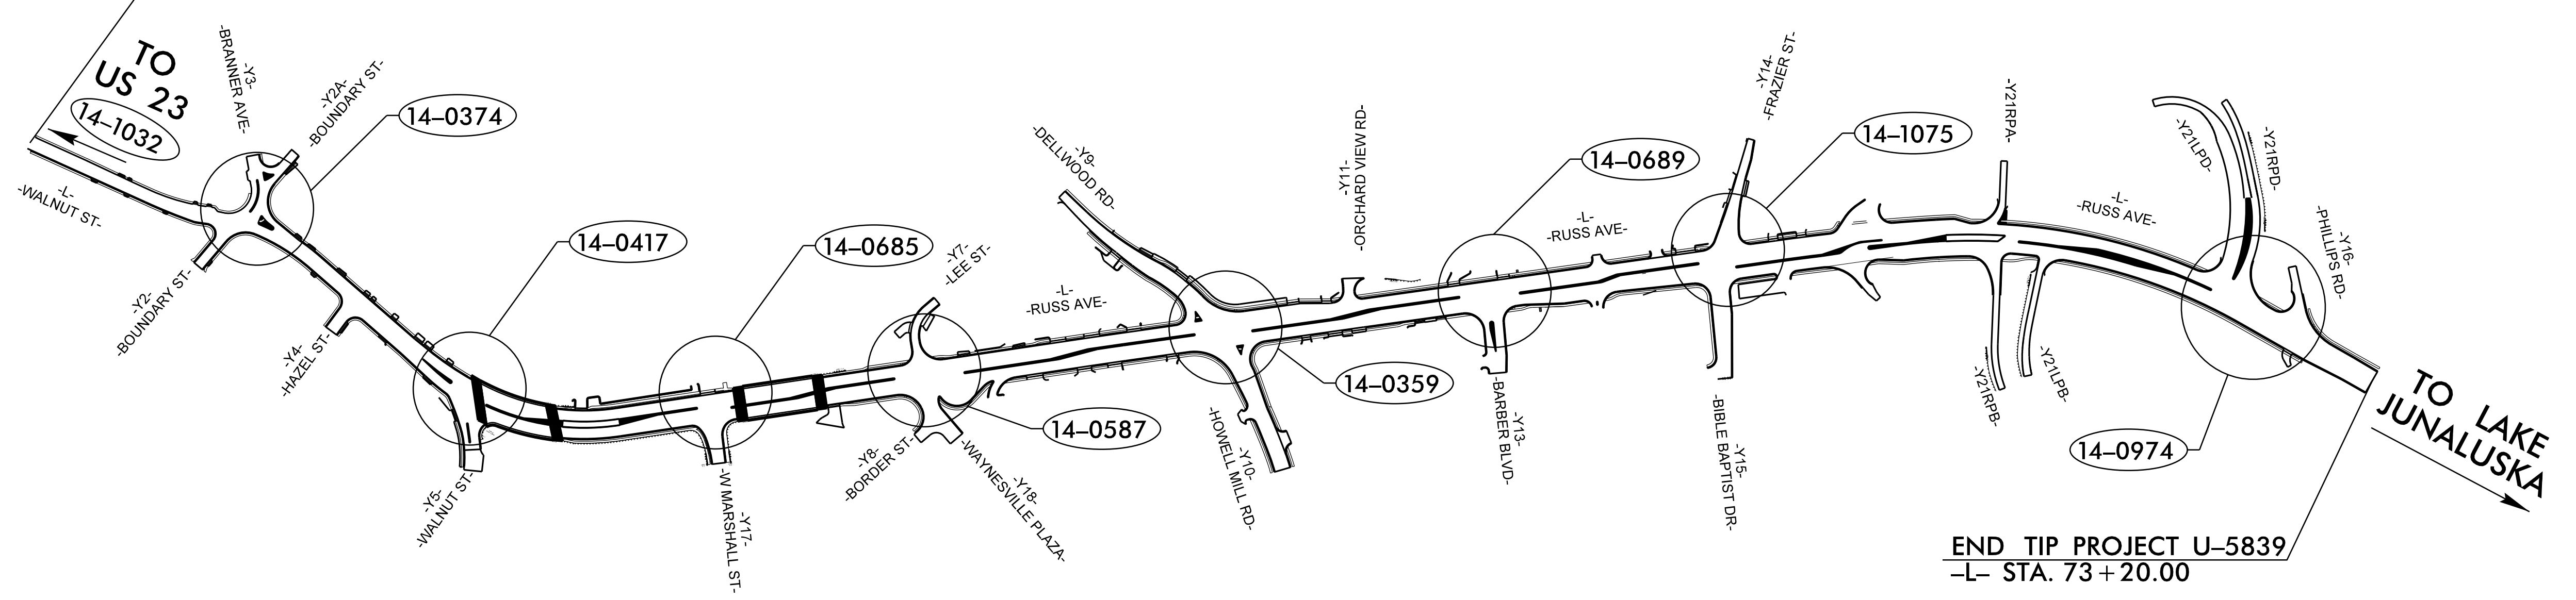 TO
US 23
14–1032
-Y3-
-BRANNER AVE-
-Y2A-
-BOUNDARY ST-
14–0374
-L-
-WALNUT ST-
-Y2-
-BOUNDARY ST-
-Y4-
-HAZEL ST-
14–0417
-Y5-
-WALNUT ST-
14–0685
-Y17-
-W MARSHALL ST-
-Y7-
-LEE ST-
-Y8-
-BORDER ST-
-Y18-
-WAYNESVILLE PLAZA-
14–0587
-L-
-RUSS AVE-
-Y9-
-DELLWOOD RD-
-Y10-
-HOWELL MILL RD-
14–0359
-Y11-
-ORCHARD VIEW RD-
14–0689
-Y13-
-BARBER BLVD-
-L-
-RUSS AVE-
-Y14-
-FRAZIER ST-
14–1075
-Y15-
-BIBLE BAPTIST DR-
-Y21RPA-
-Y21RPB-
-Y21LPB-
-L-
-RUSS AVE-
-Y21LPD-
-Y21RPD-
-Y16-
-PHILLIPS RD-
14–0974
TO LAKE
JUNALUSKA
END TIP PROJECT U–5839
–L– STA. 73+20.00